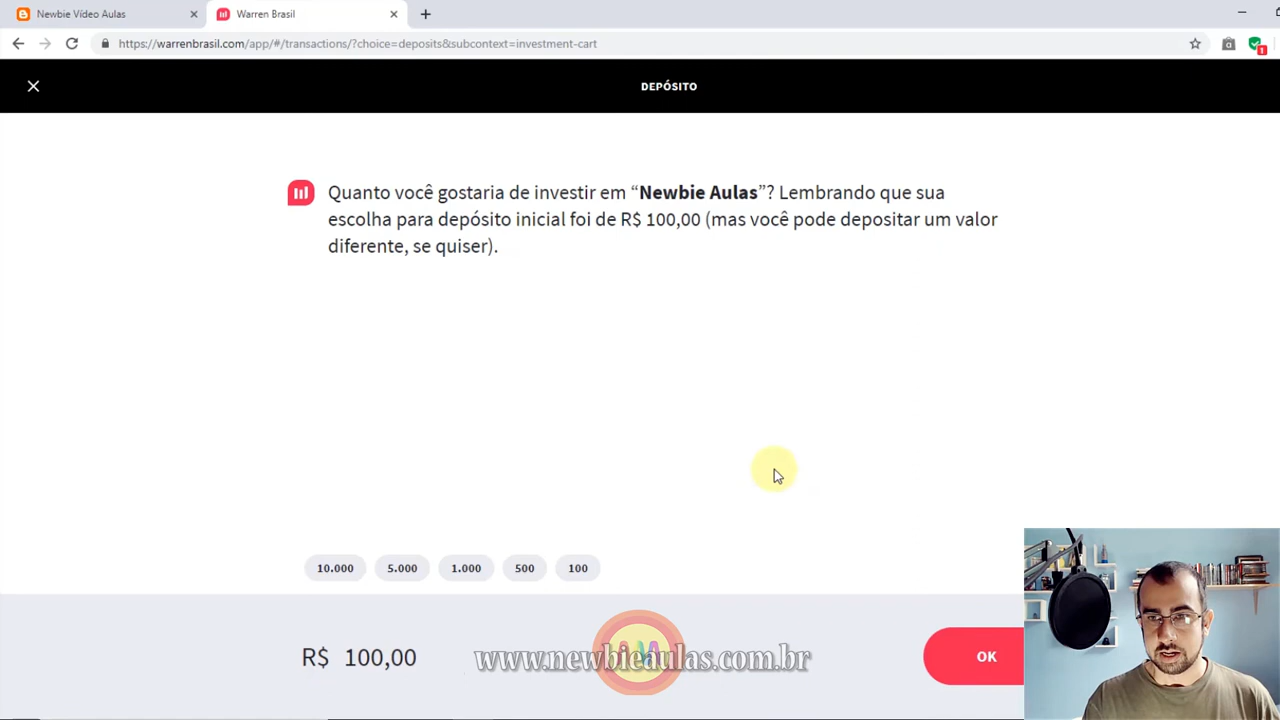 Newbie Vídeo Aulas
Warren Brasil
https://warrenbrasil.com/app/#/transactions/?choice=deposits&subcontext=investment-cart
DEPÓSITO
Quanto você gostaria de investir em “Newbie Aulas”? Lembrando que sua
escolha para depósito inicial foi de R$ 100,00 (mas você pode depositar um valor
diferente, se quiser).
10.000 5.000 1.000 500 100
R$ 100,00
www.newbieaulas.com.br
OK